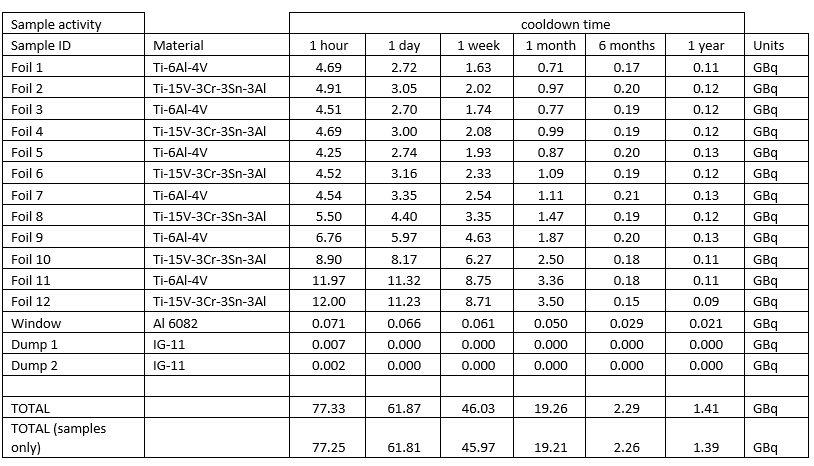 Sample activity cooldown time
Sample ID Material 1 hour 1 day 1 week 1 month 6 months 1 year Units
Foil 1 Ti-6Al-4V 4.69 2.72 1.63 0.71 0.17 0.11 GBq
Foil 2 Ti-15V-3Cr-3Sn-3Al 4.91 3.05 2.02 0.97 0.20 0.12 GBq
Foil 3 Ti-6Al-4V 4.51 2.70 1.74 0.77 0.19 0.12 GBq
Foil 4 Ti-15V-3Cr-3Sn-3Al 4.69 3.00 2.08 0.99 0.19 0.12 GBq
Foil 5 Ti-6Al-4V 4.25 2.74 1.93 0.87 0.20 0.13 GBq
Foil 6 Ti-15V-3Cr-3Sn-3Al 4.52 3.16 2.33 1.09 0.19 0.12 GBq
Foil 7 Ti-6Al-4V 4.54 3.35 2.54 1.11 0.21 0.13 GBq
Foil 8 Ti-15V-3Cr-3Sn-3Al 5.50 4.40 3.35 1.47 0.19 0.12 GBq
Foil 9 Ti-6Al-4V 6.76 5.97 4.63 1.87 0.20 0.13 GBq
Foil 10 Ti-15V-3Cr-3Sn-3Al 8.90 8.17 6.27 2.50 0.18 0.11 GBq
Foil 11 Ti-6Al-4V 11.97 11.32 8.75 3.36 0.18 0.11 GBq
Foil 12 Ti-15V-3Cr-3Sn-3Al 12.00 11.23 8.71 3.50 0.15 0.09 GBq
Window Al 6082 0.071 0.066 0.061 0.050 0.029 0.021 GBq
Dump 1 IG-11 0.007 0.000 0.000 0.000 0.000 0.000 GBq
Dump 2 IG-11 0.002 0.000 0.000 0.000 0.000 0.000 GBq
TOTAL 77.33 61.87 46.03 19.26 2.29 1.41 GBq
TOTAL (samples
only) 77.25 61.81 45.97 19.21 2.26 1.39 GBq